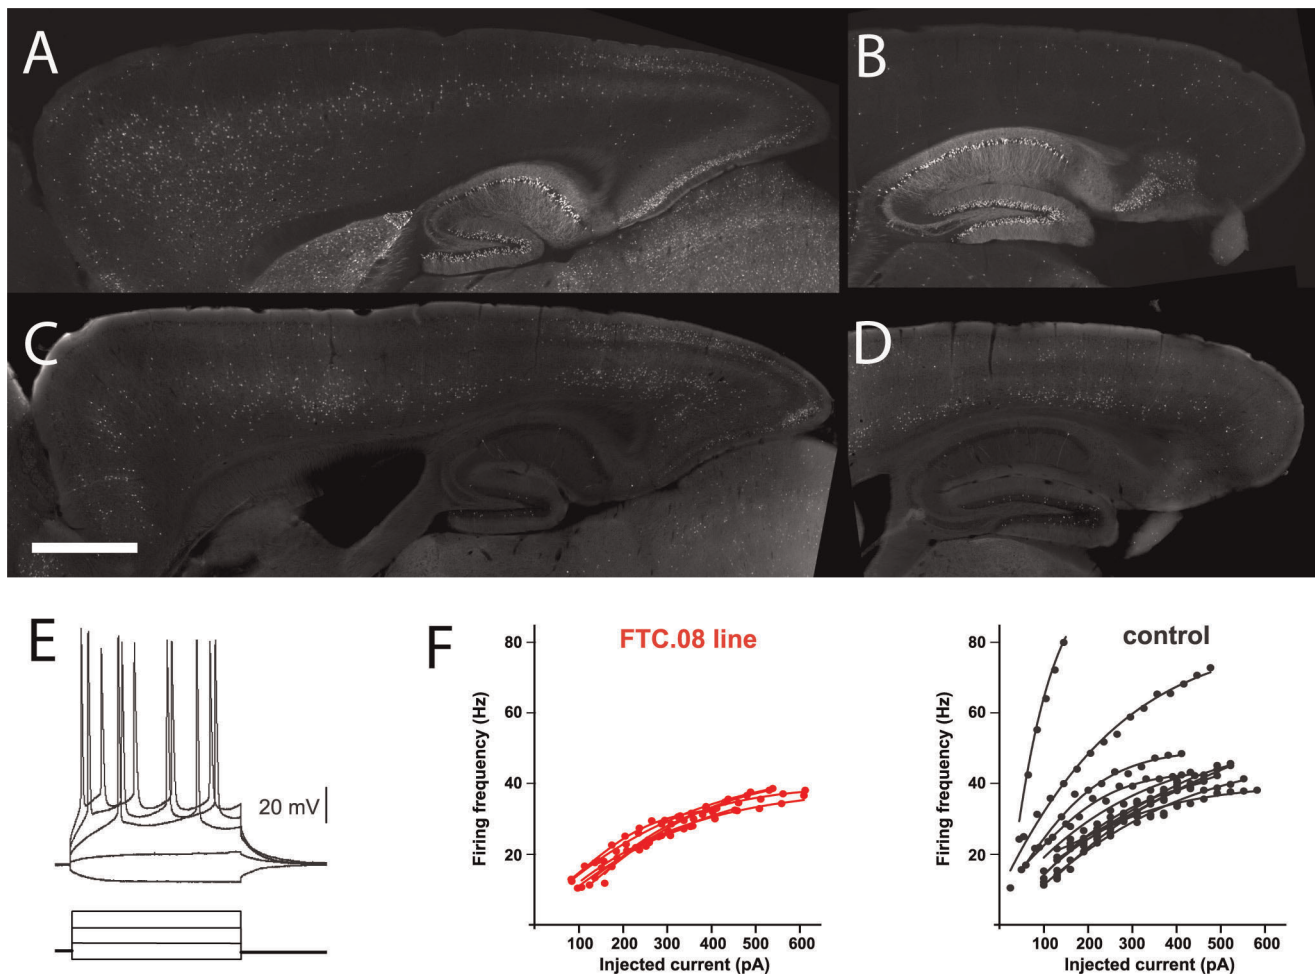 A
B
C
D
E
20 mV
F
FTC.08 line
80
60
40
20
Firing frequency (Hz)
100 200 300 400 500 600
Injected current (pA)
control
80
60
40
20
Firing frequency (Hz)
100 200 300 400 500 600
Injected current (pA)